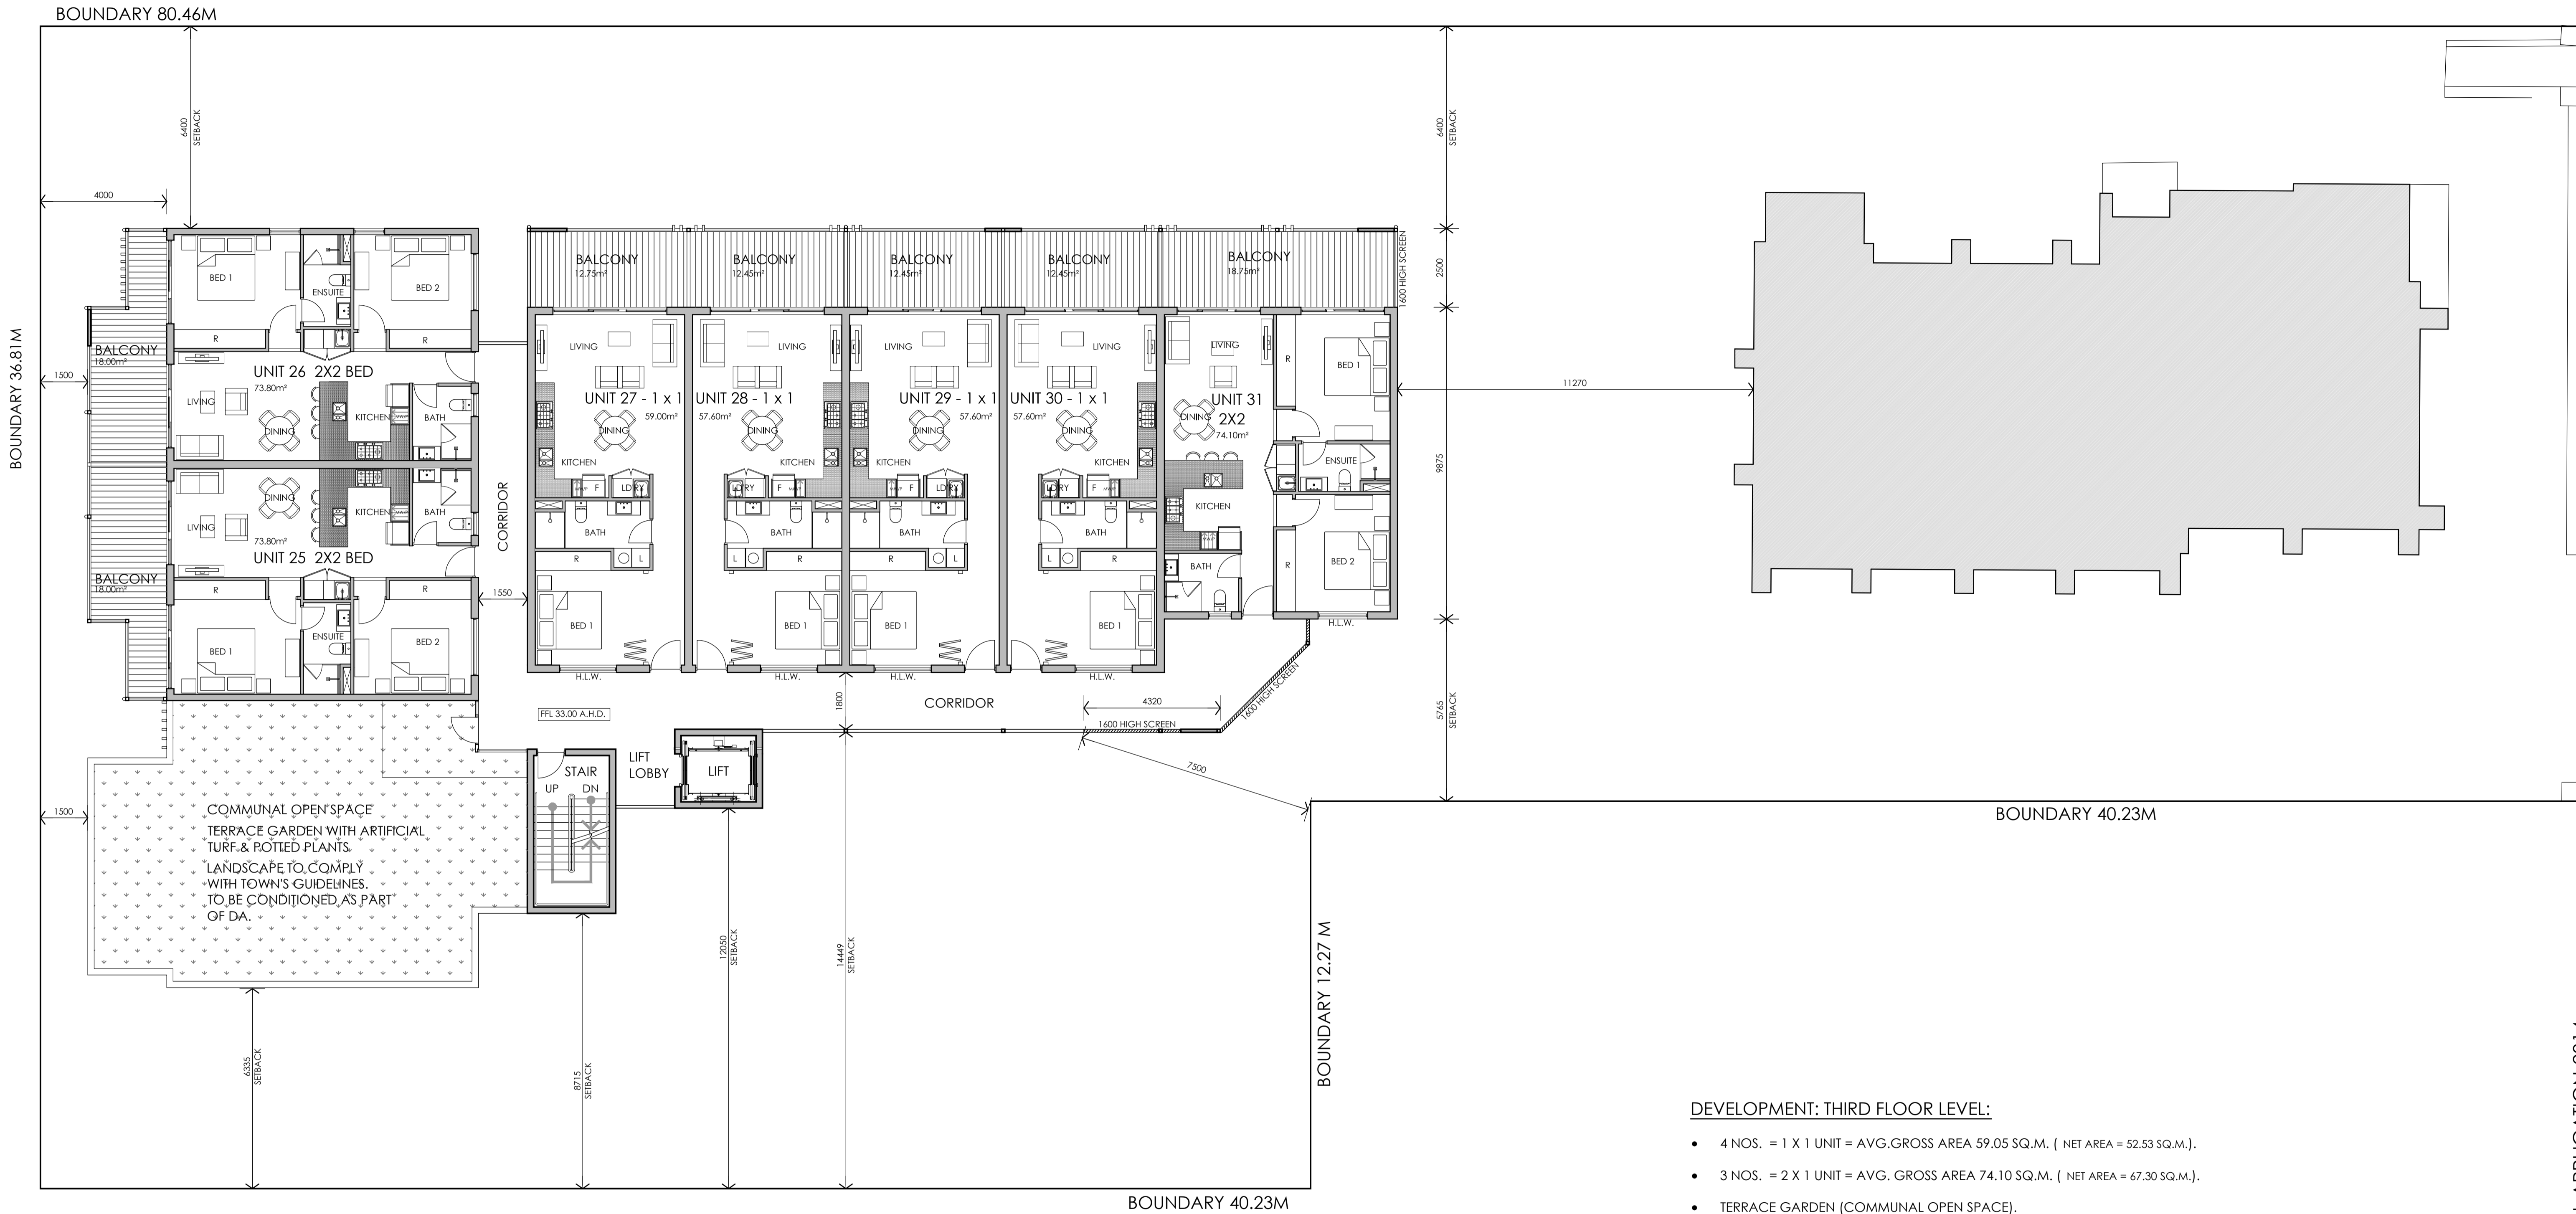 BOUNDARY 80.46M
6400
SETBACK
6400
SETBACK
4000
BOUNDARY 36.81M
1500
BALCONY
18.00m²
BED 1
ENSUITE
BED 2
R
R
UNIT 26 2X2 BED
73.80m²
LIVING
DINING
KITCHEN
BATH
DINING
LIVING
KITCHEN
BATH
73.80m²
UNIT 25 2X2 BED
BALCONY
18.00m²
R
R
ENSUITE
BED 1
BED 2
CORRIDOR
1550
BALCONY
12.75m²
BALCONY
12.45m²
BALCONY
12.45m²
BALCONY
12.45m²
BALCONY
18.75m²
1600 HIGH SCREEN
2500
LIVING
LIVING
LIVING
LIVING
LIVING
UNIT 27 - 1 x 1
59.00m²
UNIT 28 - 1 x 1
57.60m²
UNIT 29 - 1 x 1
57.60m²
UNIT 30 - 1 x 1
57.60m²
UNIT 31
2X2
74.10m²
DINING
DINING
DINING
DINING
DINING
KITCHEN
KITCHEN
KITCHEN
KITCHEN
KITCHEN
F
LDRY
LDRY
F
F
LDRY
LDRY
F
BATH
BATH
BATH
BATH
BATH
R
L
L
R
R
L
L
R
BED 1
BED 1
BED 1
BED 1
R
BED 1
ENSUITE
R
BED 2
H.L.W.
H.L.W.
H.L.W.
H.L.W.
H.L.W.
11270
9875
5765
SETBACK
FFL 33.00 A.H.D.
1800
CORRIDOR
4320
1600 HIGH SCREEN
1600 HIGH SCREEN
7500
LIFT
LOBBY
LIFT
STAIR
UP
DN
1500
COMMUNAL OPEN SPACE
TERRACE GARDEN WITH ARTIFICIAL
TURF & POTTED PLANTS
LANDSCAPE TO COMPLY
WITH TOWN'S GUIDELINES.
TO BE CONDITIONED AS PART
OF DA.
BOUNDARY 40.23M
12050
SETBACK
14449
SETBACK
BOUNDARY 12.27 M
6335
SETBACK
8715
SETBACK
BOUNDARY 40.23M
DEVELOPMENT: THIRD FLOOR LEVEL:
• 4 NOS. = 1 X 1 UNIT = AVG.GROSS AREA 59.05 SQ.M. ( NET AREA = 52.53 SQ.M.).
• 3 NOS. = 2 X 1 UNIT = AVG. GROSS AREA 74.10 SQ.M. ( NET AREA = 67.30 SQ.M.).
• TERRACE GARDEN (COMMUNAL OPEN SPACE).